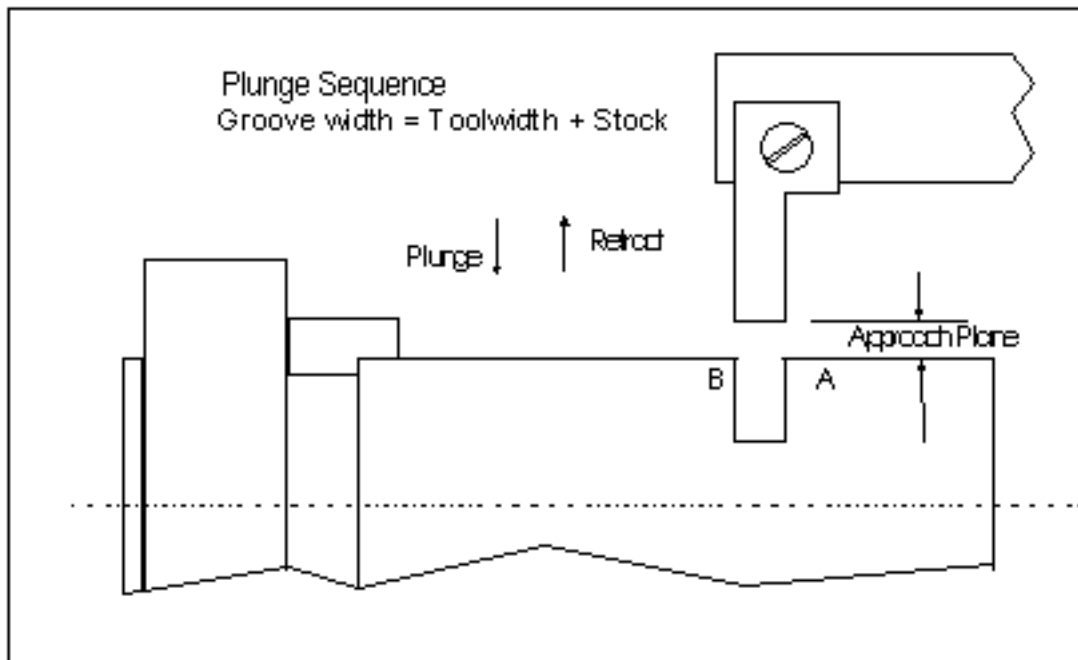 Plunge Sequence
Groove width = Toolwidth + Stock
Plunge
Retract
Approach Plane
B
A